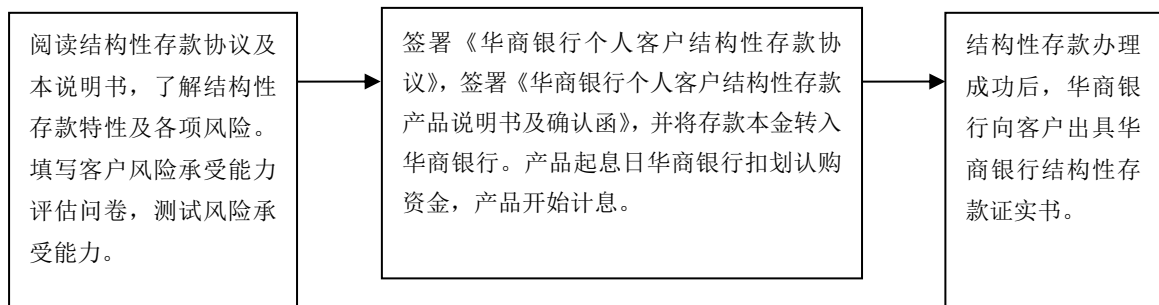 阅读结构性存款协议及
本说明书，了解结构性
存款特性及各项风险。
填写客户风险承受能力
评估问卷，测试风险承
受能力。
签署《华商银行个人客户结构性存款协
议》，签署《华商银行个人客户结构性存款
产品说明书及确认函》，并将存款本金转入
华商银行。产品起息日华商银行扣划认购
资金，产品开始计息。
结构性存款办理
成功后，华商银
行向客户出具华
商银行结构性存
款证实书。